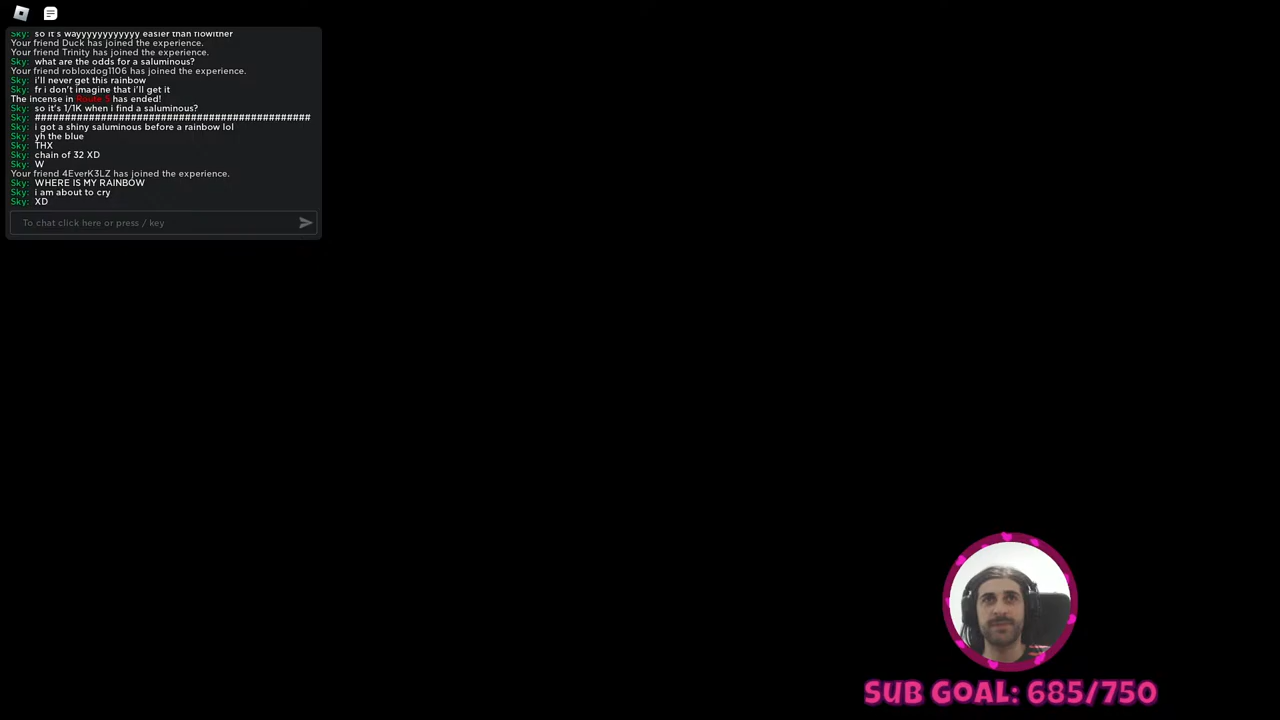 Sky: so it's wayyyyyyyyyyyy easier than flowither
Your friend Duck has joined the experience.
Your friend Trinity has joined the experience.
Sky: what are the odds for a saluminous?
Your friend robloxdog1106 has joined the experience.
Sky: i'll never get this rainbow
Sky: fr i don't imagine that i'll get it
The incense in Route 5 has ended!
Sky: so it's 1/1K when i find a saluminous?
Sky: ##############################################
Sky: i got a shiny saluminous before a rainbow lol
Sky: yh the blue
Sky: THX
Sky: chain of 32 XD
Sky: W
Your friend 4EverK3LZ has joined the experience.
Sky: WHERE IS MY RAINBOW
Sky: i am about to cry
Sky: XD
To chat click here or press / key
SUB GOAL: 685/750